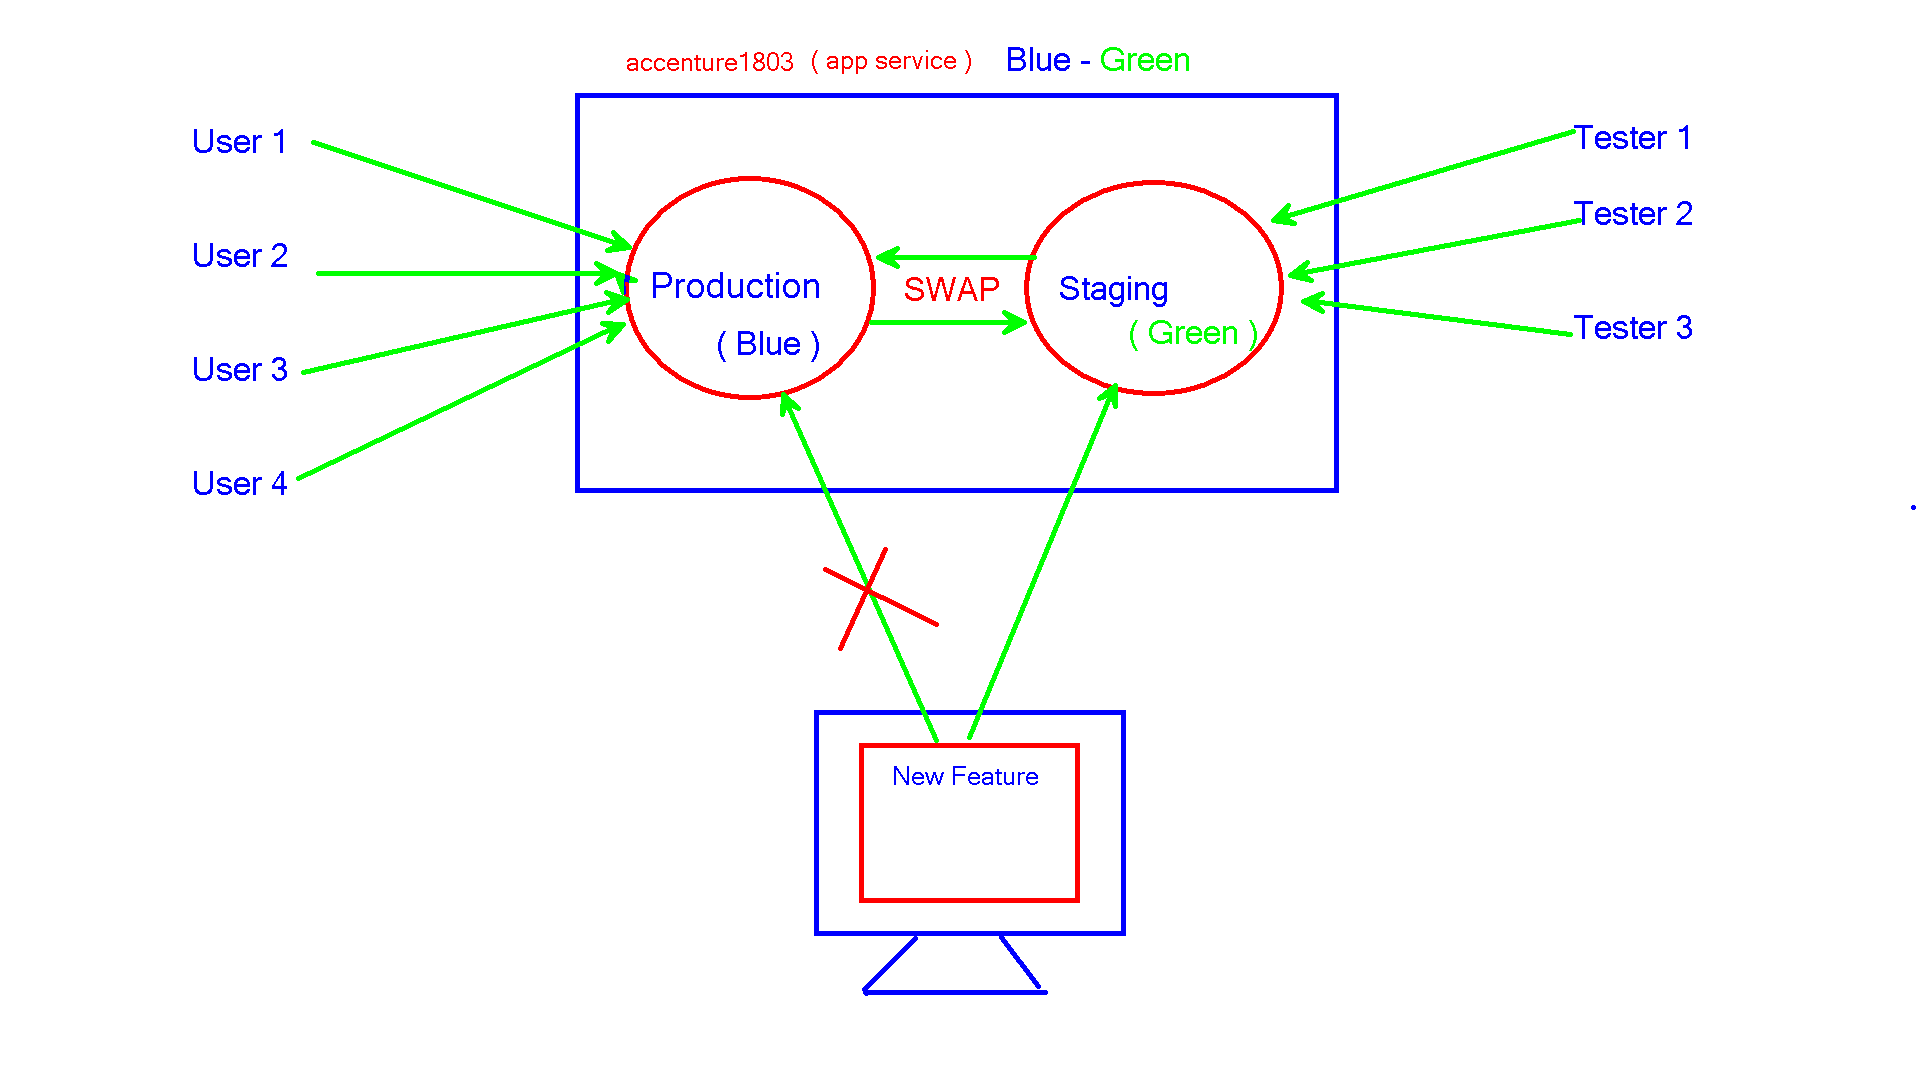 accenture1803 ( app service ) Blue - Green
User 1
User 2
User 3
User 4
Production
( Blue )
SWAP
Staging
( Green )
Tester 1
Tester 2
Tester 3
New Feature